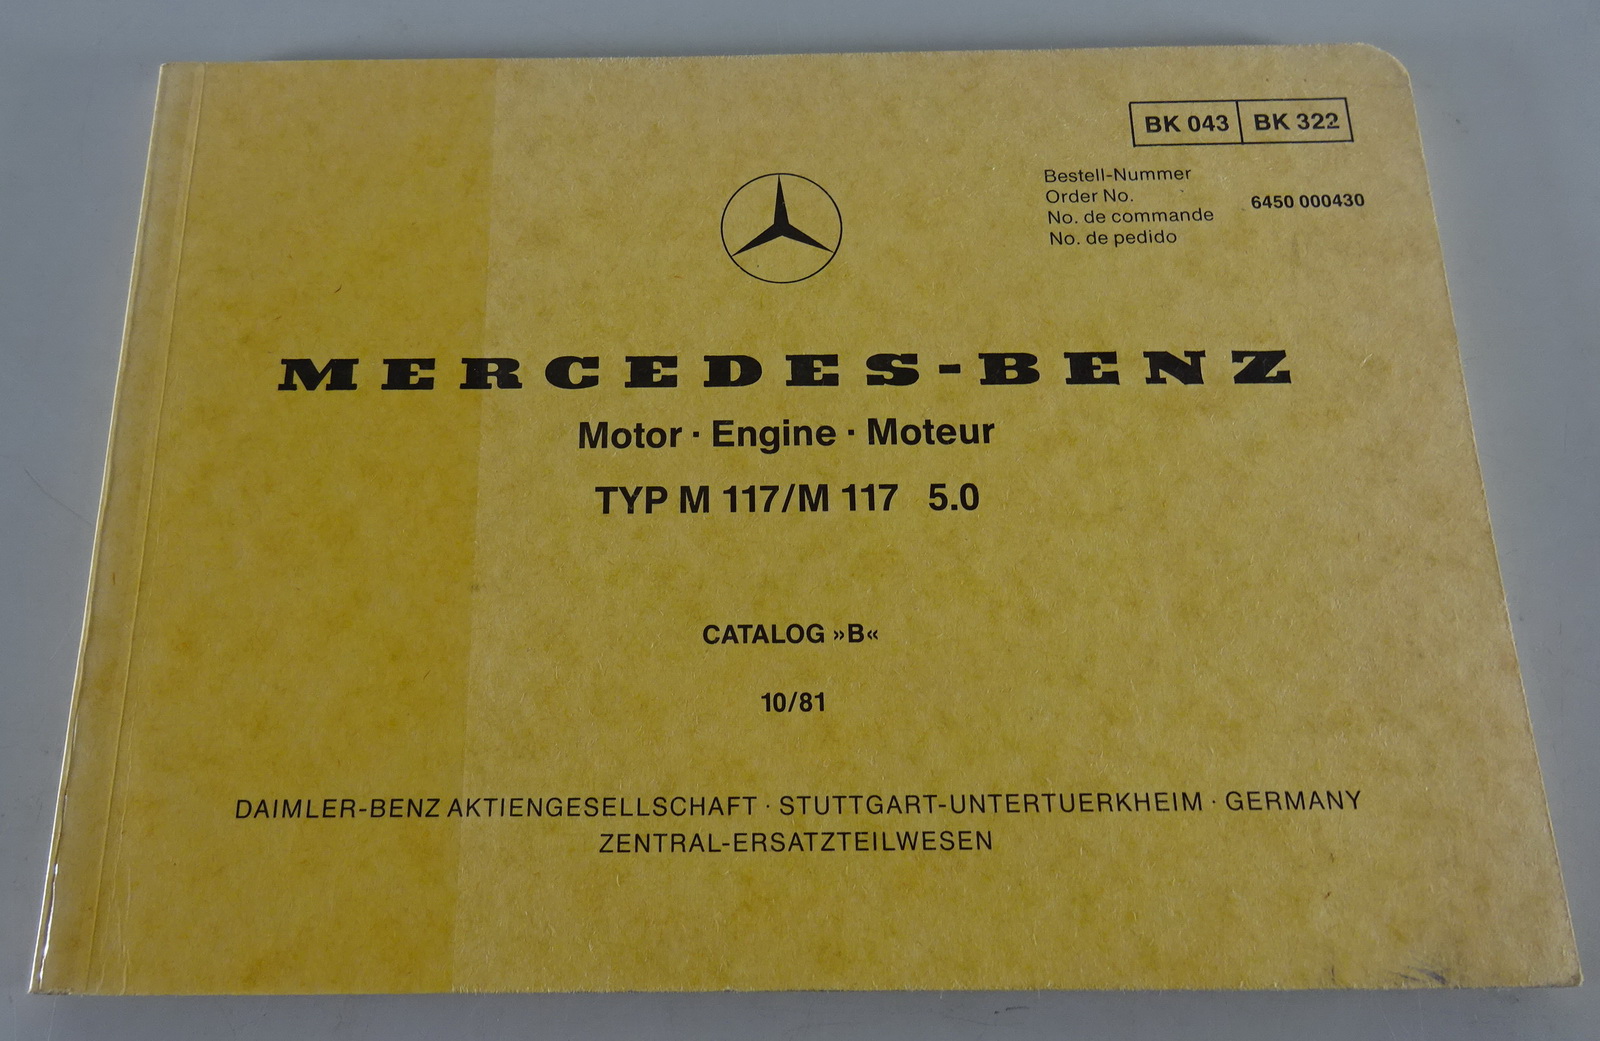 BK 043 BK 322
Bestell-Nummer
Order No.
No. de commande
No. de pedido
6450 000430
MERCEDES-BENZ
Motor · Engine · Moteur
TYP M 117/M 117 5.0
CATALOG »B«
10/81
DAIMLER-BENZ AKTIENGESELLSCHAFT · STUTTGART-UNTERTUERKHEIM · GERMANY
ZENTRAL-ERSATZTEILWESEN